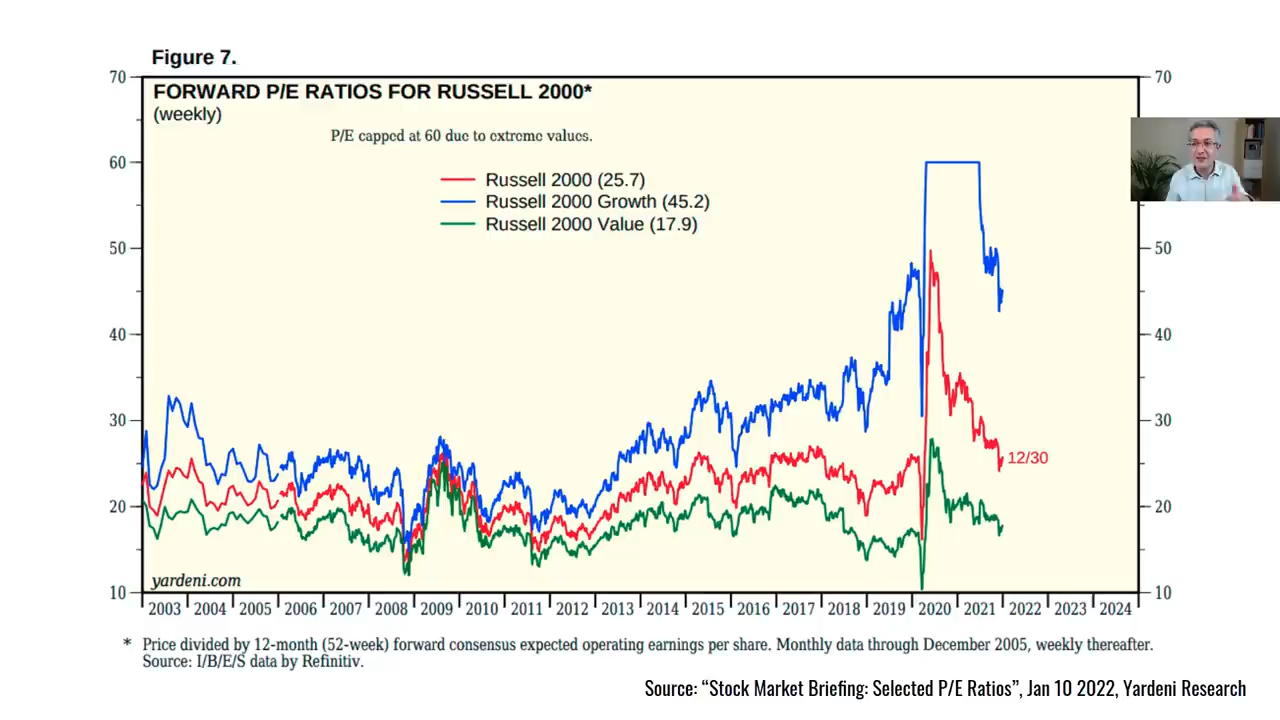 Figure 7.
70
FORWARD P/E RATIOS FOR RUSSELL 2000*
70
(weekly)
P/E capped at 60 due to extreme values.
60
Russell 2000 (25.7)
Russell 2000 Growth (45.2)
Russell 2000 Value (17.9)
50
50
40
40
30
30
12/30
20
20
yardeni.com
10
10
2003 2004 2005 2006 2007 2008 2009 2010 2011 2012 2013 2014 2015 2016 2017 2018 2019 2020 2021 2022 2023 2024
* Price divided by 12-month (52-week) forward consensus expected operating earnings per share. Monthly data through December 2005, weekly thereafter.
Source: I/B/E/S data by Refinitiv.
Source: “Stock Market Briefing: Selected P/E Ratios”, Jan 10 2022, Yardeni Research